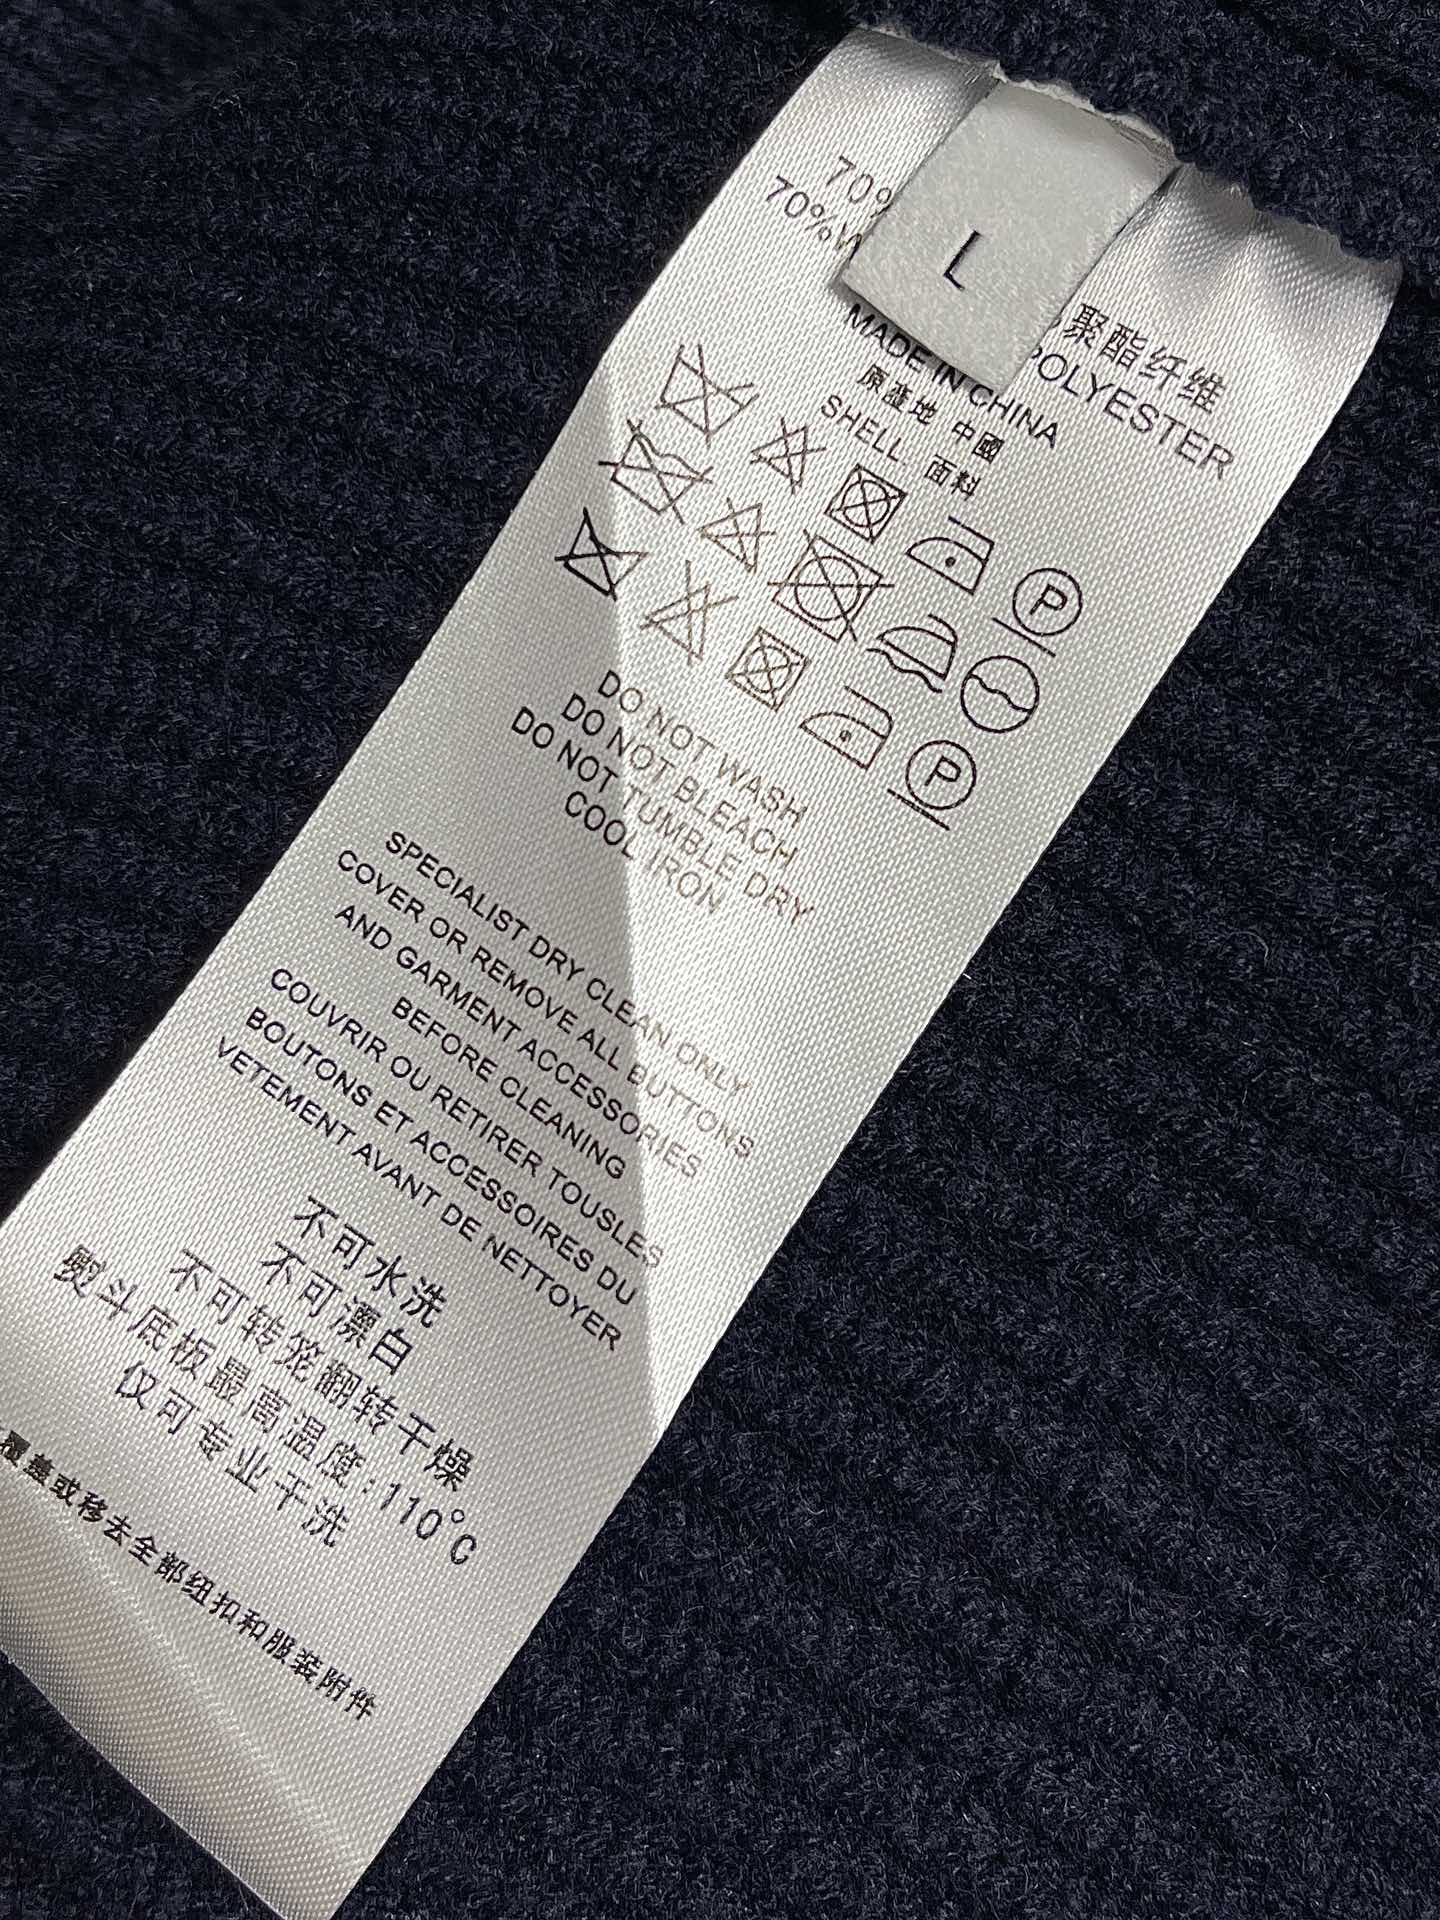 L
70%
70%W
聚酯纤维
POLYESTER
MADE IN CHINA
原產地 中國
SHELL 面料
P
P
DO NOT WASH
DO NOT BLEACH
DO NOT TUMBLE DRY
COOL IRON
SPECIALIST DRY CLEAN ONLY
COVER OR REMOVE ALL BUTTONS
AND GARMENT ACCESSORIES
BEFORE CLEANING
COUVRIR OU RETIRER TOUSLES
BOUTONS ET ACCESSOIRES DU
VETEMENT AVANT DE NETTOYER
不可水洗
不可漂白
不可转笼翻转干燥
熨斗底板最高温度:110℃
仅可专业干洗
覆盖或移去全部纽扣和服装附件